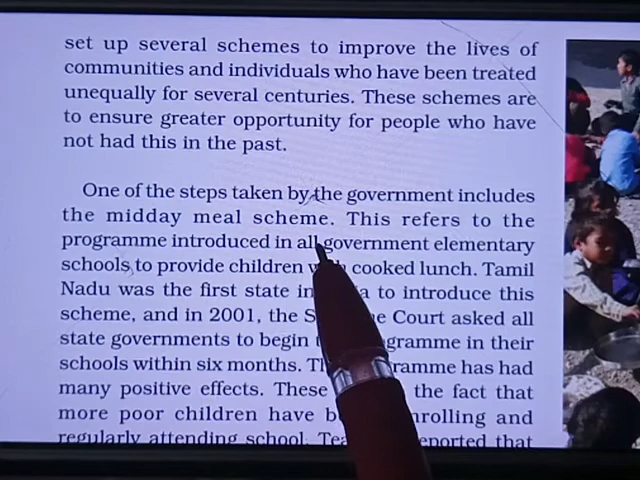 set up several schemes to improve the lives of
communities and individuals who have been treated
unequally for several centuries. These schemes are
to ensure greater opportunity for people who have
not had this in the past.
One of the steps taken by the government includes
the midday meal scheme. This refers to the
programme introduced in all government elementary
schools to provide children cooked lunch. Tamil
Nadu was the first state in to introduce this
scheme, and in 2001, the Court asked all
state governments to begin in their
schools within six months. has had
many positive effects. These the fact that
more poor children have and
regularly attending school. that